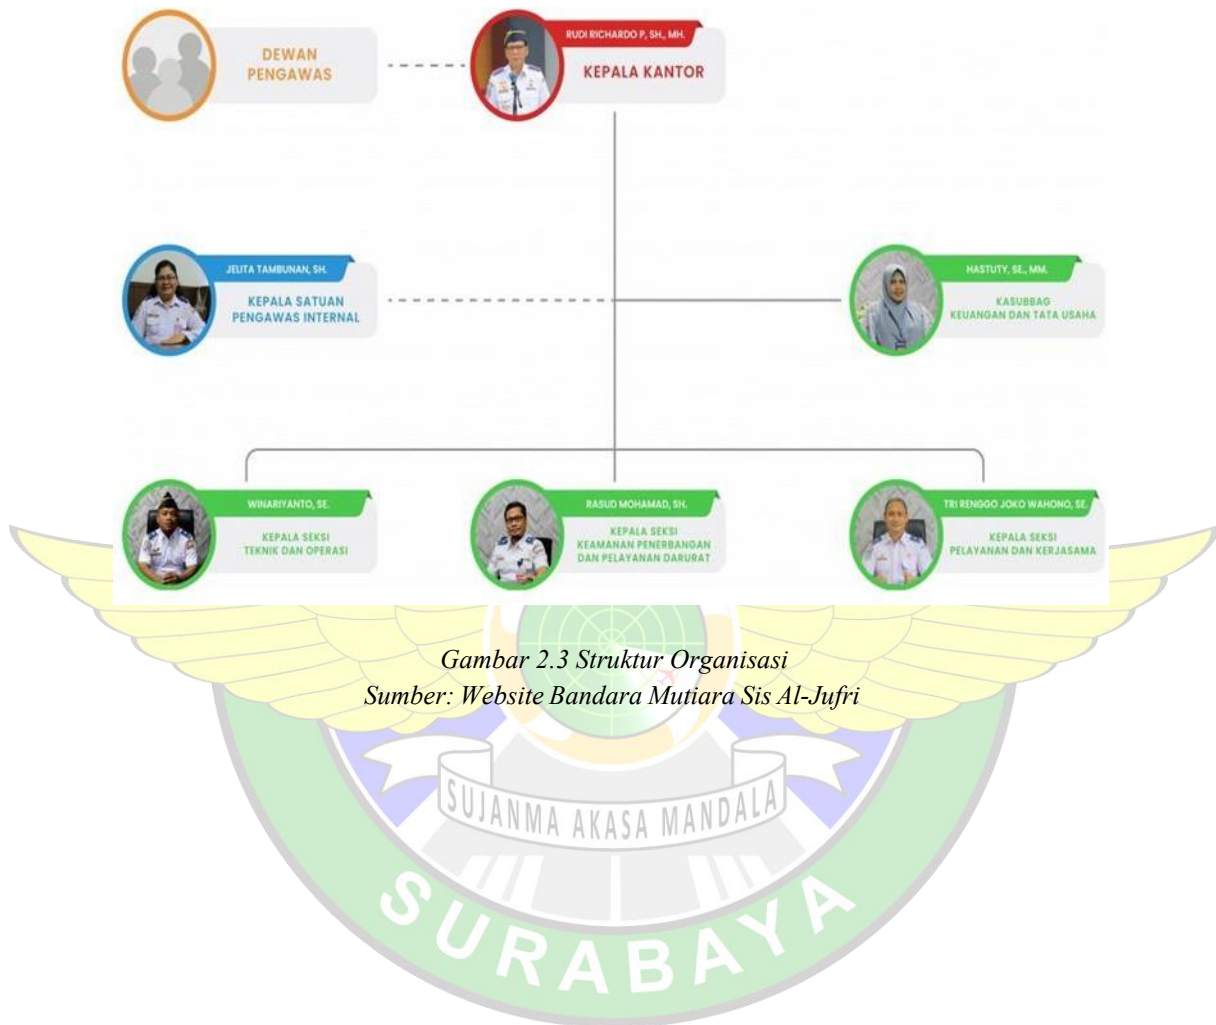 DEWAN
PENGAWAS
RUDI RICHARDO P, SH., MH.
KEPALA KANTOR
JELITA TAMBUNAN, SH.
KEPALA SATUAN
PENGAWAS INTERNAL
HASTUTY, SE., MM.
KASUBBAG
KEUANGAN DAN TATA USAHA
WINARIYANTO, SE.
KEPALA SEKSI
TEKNIK DAN OPERASI
RASUD MOHAMAD, SH.
KEPALA SEKSI
KEAMANAN PENERBANGAN
DAN PELAYANAN DARURAT
TRI RENGGO JOKO WAHONO, SE.
KEPALA SEKSI
PELAYANAN DAN KERJASAMA
Gambar 2.3 Struktur Organisasi
Sumber: Website Bandara Mutiara Sis Al-Jufri
SUJANMA AKASA MANDALA
SURABAYA